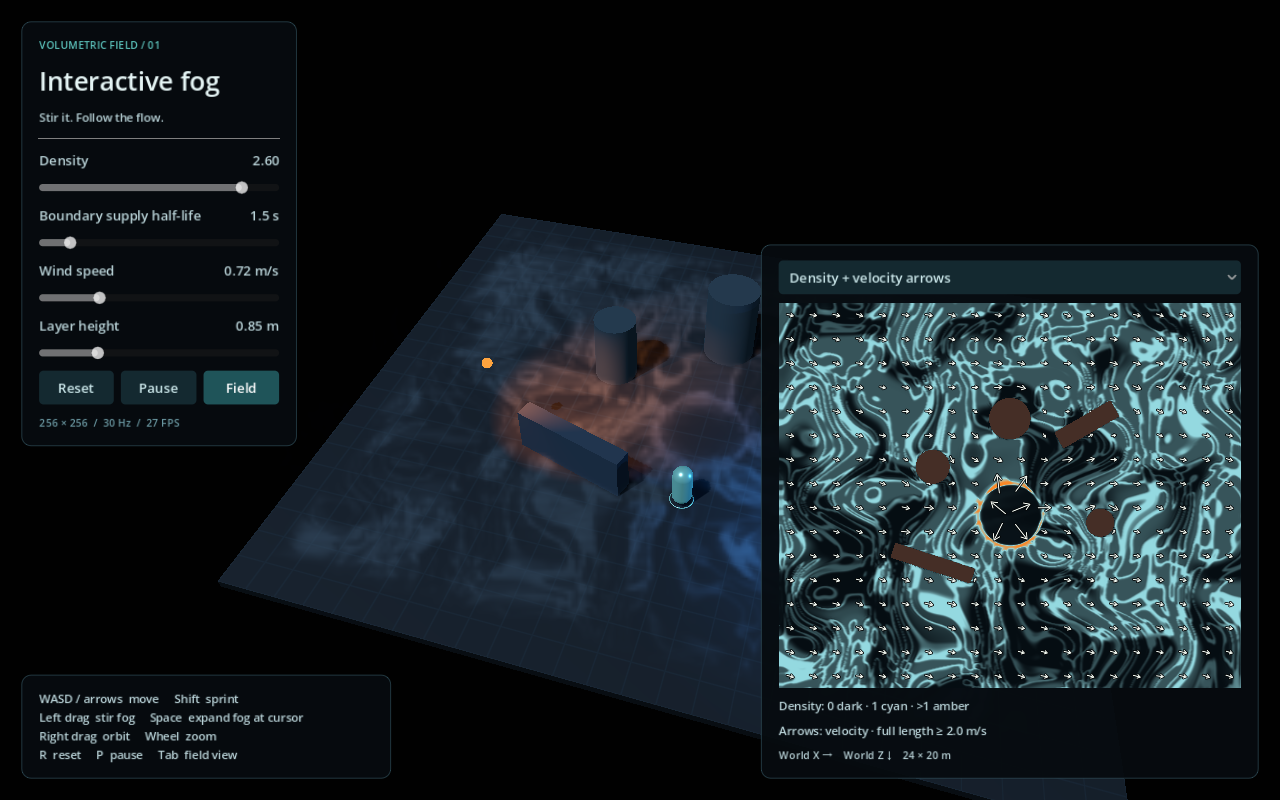 VOLUMETRIC FIELD / 01
Interactive fog
Stir it. Follow the flow.
Density 2.60
Boundary supply half-life 1.5 s
Wind speed 0.72 m/s
Layer height 0.85 m
Reset Pause Field
256 × 256 / 30 Hz / 27 FPS
WASD / arrows move Shift sprint
Left drag stir fog Space expand fog at cursor
Right drag orbit Wheel zoom
R reset P pause Tab field view
Density + velocity arrows
Density: 0 dark · 1 cyan · >1 amber
Arrows: velocity · full length ≥ 2.0 m/s
World X → World Z ↓ 24 × 20 m